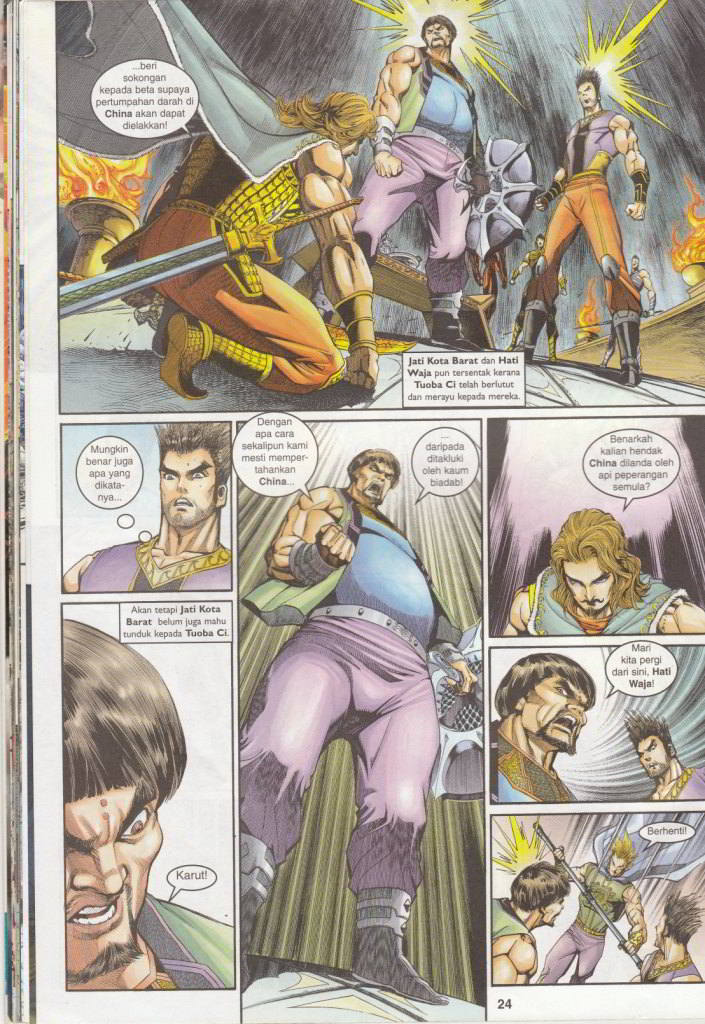 ...beri
sokongan
kepada beta supaya
pertumpahan darah di
China akan dapat
dielakkan!
Jati Kota Barat dan Hati
Waja pun tersentak kerana
Tuoba Ci telah berlutut
dan merayu kepada mereka.
Mungkin
benar juga
apa yang
dikata-
nya...
Akan tetapi Jati Kota
Barat belum juga mahu
tunduk kepada Tuoba Ci.
Karut!
Dengan
apa cara
sekalipun kami
mesti memper-
tahankan
China...
...
daripada
ditakluki
oleh kaum
biadab!
Benarkah
kalian hendak
China dilanda oleh
api peperangan
semula?
Mari
kita pergi
dari sini, Hati
Waja!
Berhenti!
24